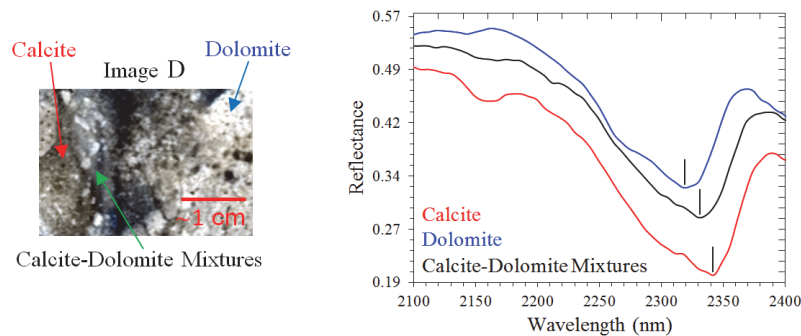 Calcite
Dolomite
Image D
~1 cm
Calcite-Dolomite Mixtures
0.57
0.49
0.42
0.34
0.27
0.19
Reflectance
Calcite
Dolomite
Calcite-Dolomite Mixtures
2100
2200
2250
2300
2350
2400
Wavelength (nm)